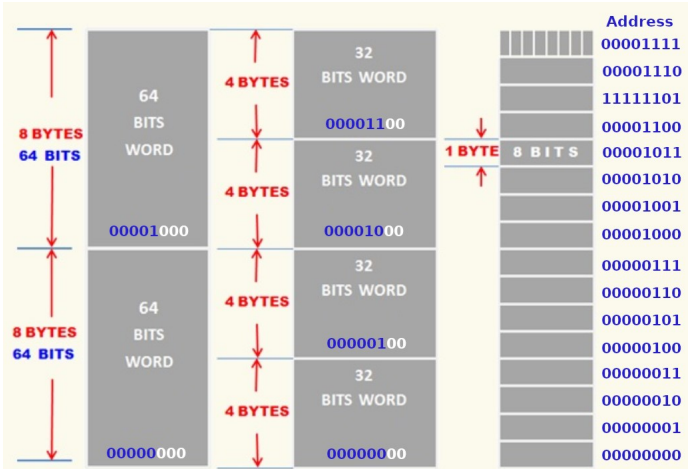 8 BYTES
64 BITS
8 BYTES
64 BITS
64
BITS
WORD
00001000
64
BITS
WORD
00000000
4 BYTES
4 BYTES
4 BYTES
4 BYTES
32
BITS WORD
00001100
32
BITS WORD
00001000
32
BITS WORD
00000100
32
BITS WORD
00000000
1 BYTE
8 BITS
Address
00001111
00001110
11111101
00001100
00001011
00001010
00001001
00001000
00000111
00000110
00000101
00000100
00000011
00000010
00000001
00000000